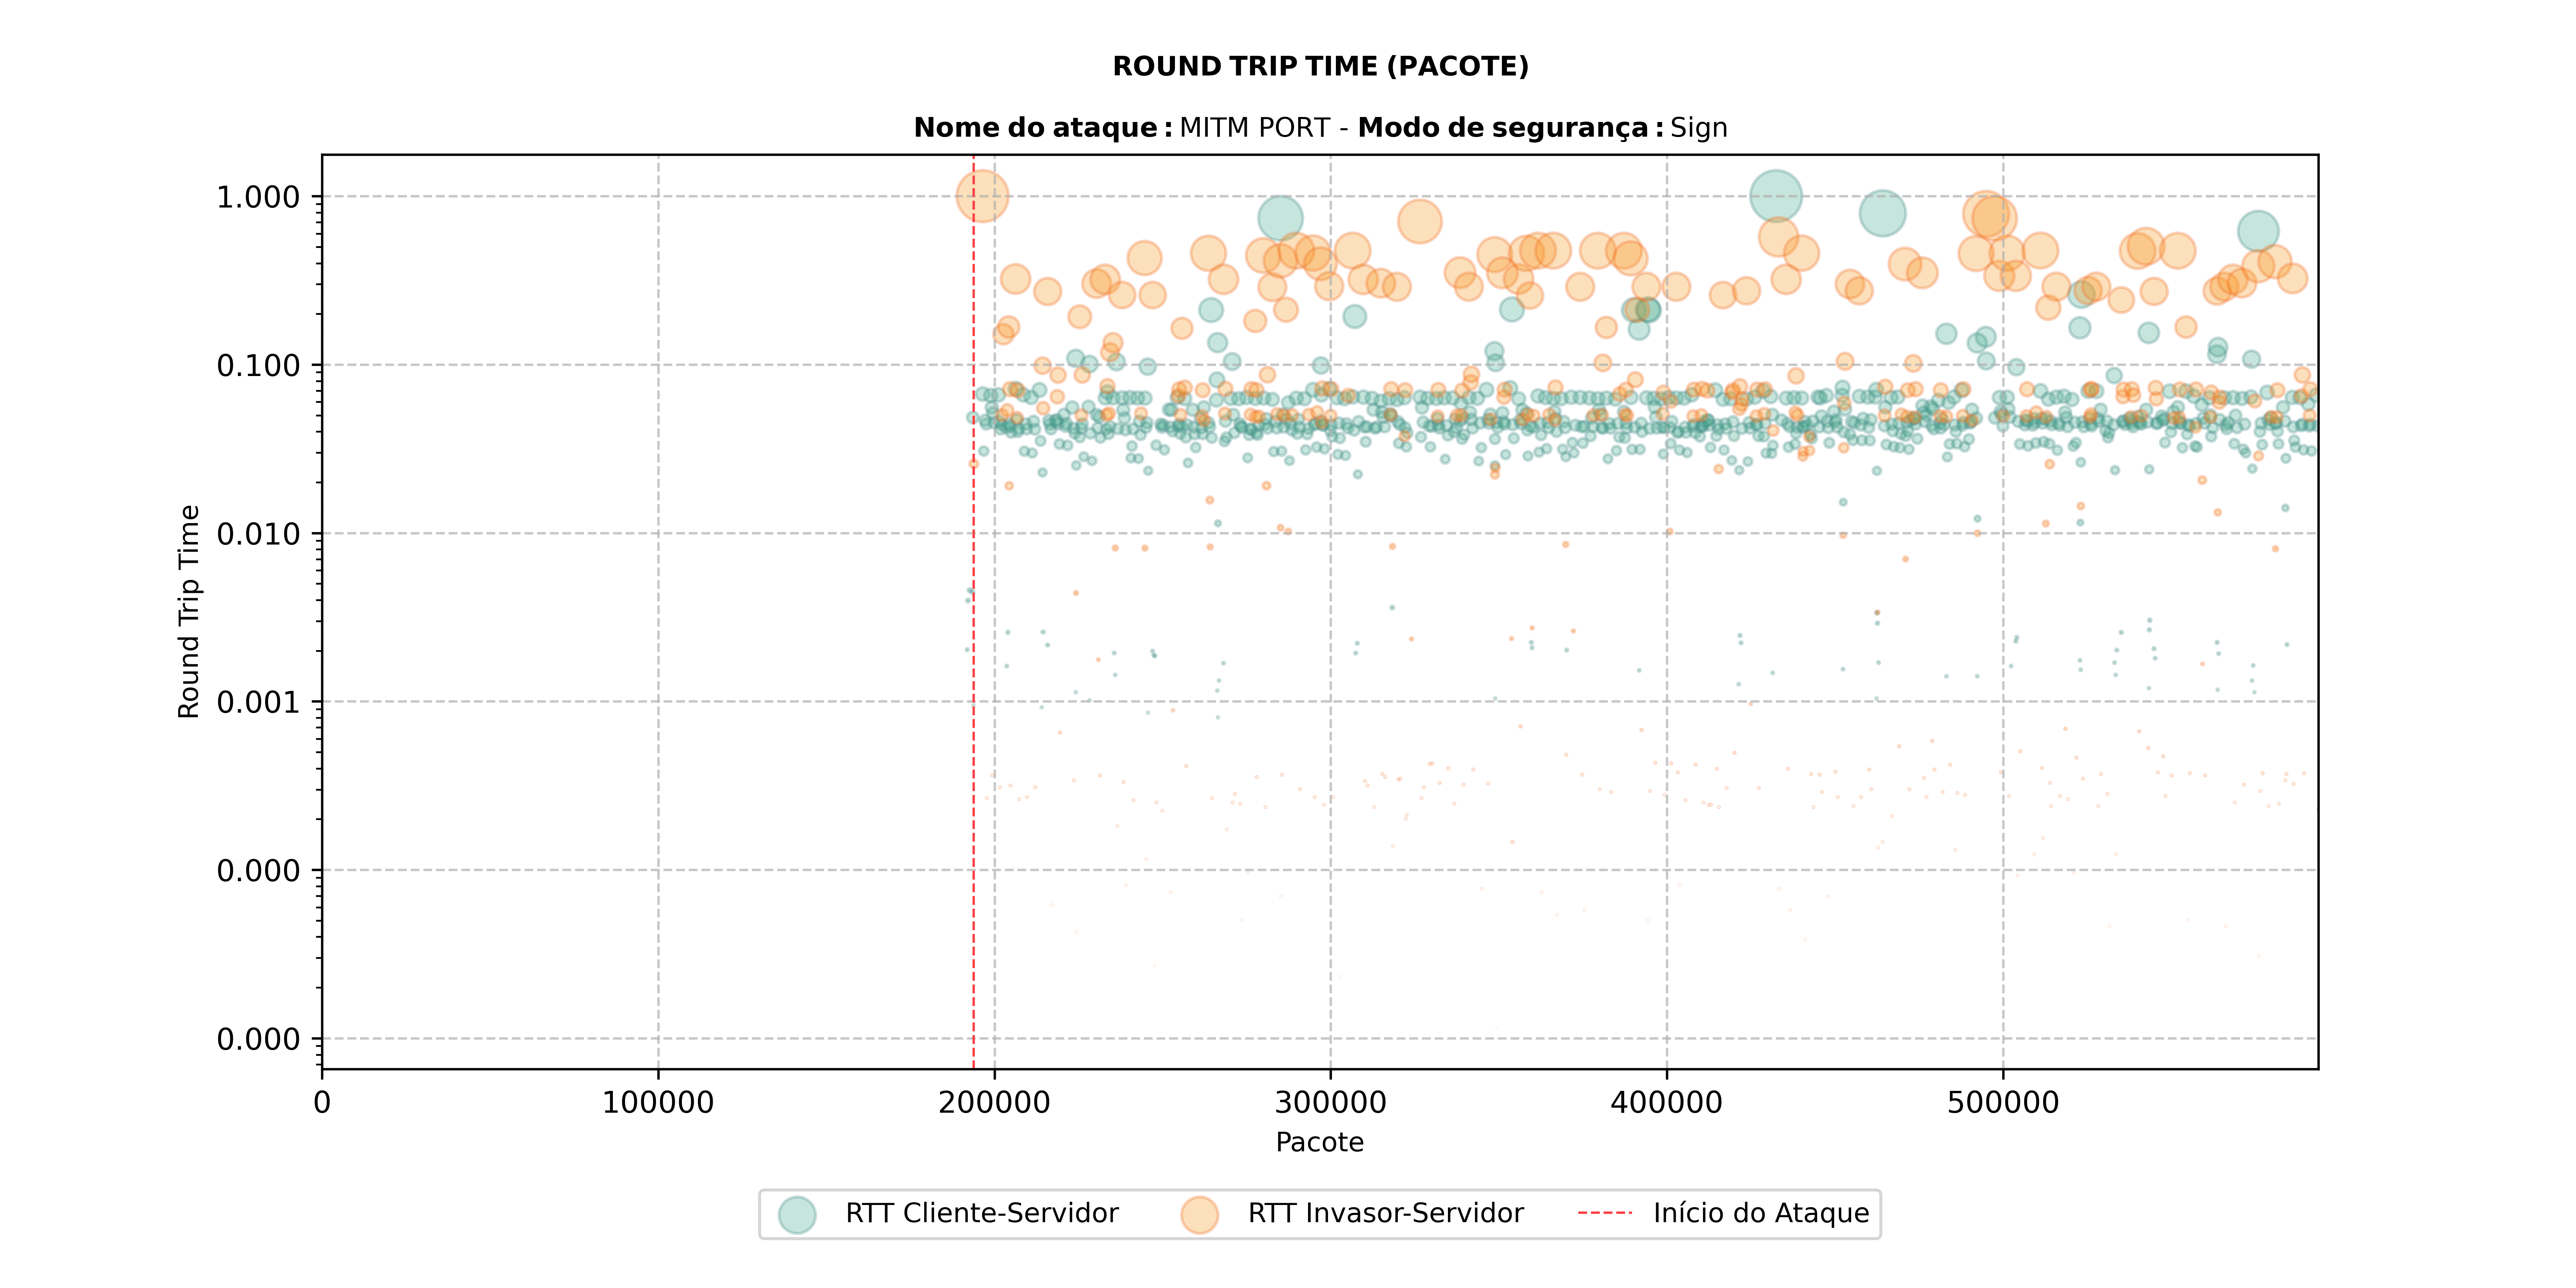 ROUND TRIP TIME (PACOTE)
Nome do ataque: MITM PORT - Modo de segurança: Sign
Round Trip Time
1.000
0.100
0.010
0.001
0.000
0.000
0 100000 200000 300000 400000 500000
Pacote
RTT Cliente-Servidor RTT Invasor-Servidor Início do Ataque